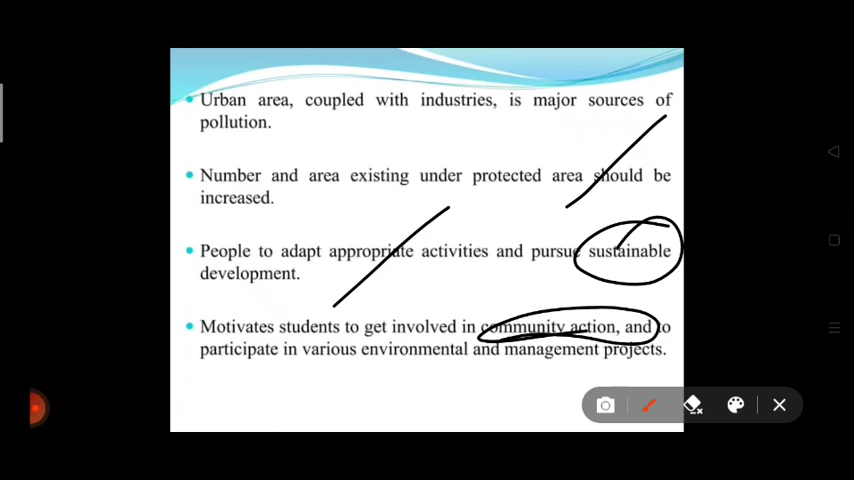 Urban area, coupled with industries, is major sources of
pollution.
Number and area existing under protected area should be
increased.
People to adapt appropriate activities and pursue sustainable
development.
Motivates students to get involved in community action, and to
participate in various environmental and management projects.